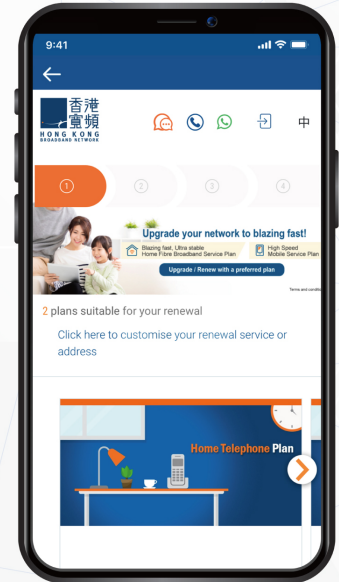 9:41
香港
寬頻
HONG KONG
BROADBAND NETWORK
中
1
2
3
4
Upgrade your network to blazing fast!
Blazing fast, Ultra stable
Home Fibre Broadband Service Plan
High Speed
Mobile Service Plan
Upgrade / Renew with a preferred plan
Terms and conditio
2 plans suitable for your renewal
Click here to customise your renewal service or
address
Home Telephone Plan